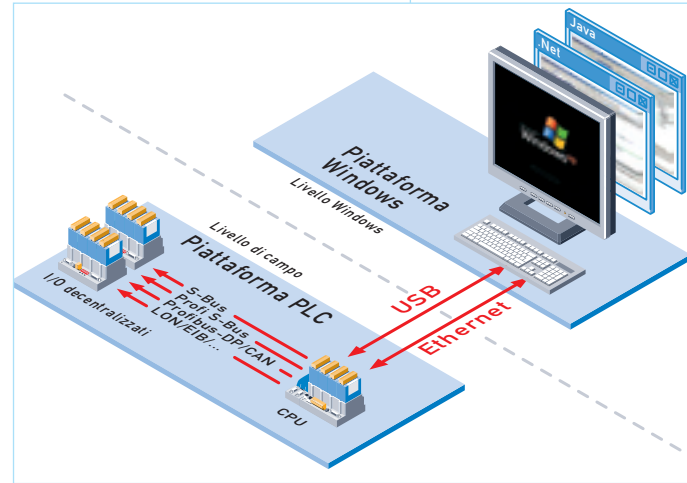 Java
.Net
Windows
Piattaforma
Windows
Livello Windows
Livello di campo
Piattaforma PLC
I/O decentralizzati
S-Bus
Profi S-Bus
Profibus-DP/CAN
LON/EIB/...
CPU
USB
Ethernet